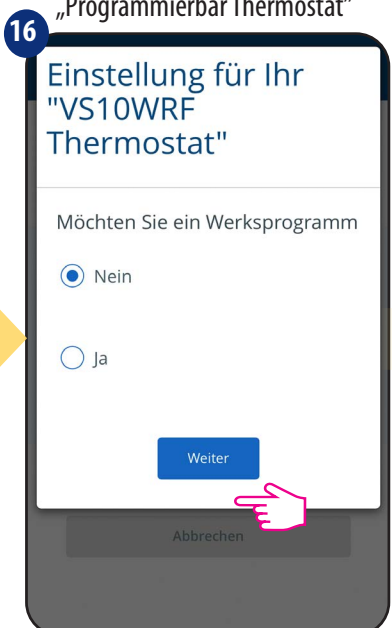 „Programmierbar Thermostat”
16
Einstellung für Ihr
"VS10WRF
Thermostat"
Möchten Sie ein Werksprogramm
Nein
Ja
Weiter
Abbrechen